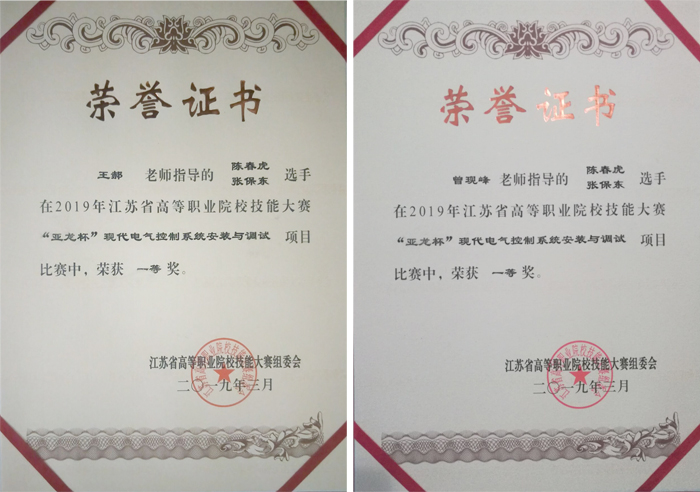 荣誉证书
王郝 老师指导的 陈春虎 选手
张保东
在2019年江苏省高等职业院校技能大赛
“亚龙杯”现代电气控制系统安装与调试 项目
比赛中，荣获 一等 奖。
江苏省高等职业院校技能大赛组委会
二〇一九年三月
荣誉证书
曾现峰 老师指导的 陈春虎 选手
张保东
在2019年江苏省高等职业院校技能大赛
“亚龙杯”现代电气控制系统安装与调试 项目
比赛中，荣获 一等 奖。
江苏省高等职业院校技能大赛组委会
二〇一九年三月